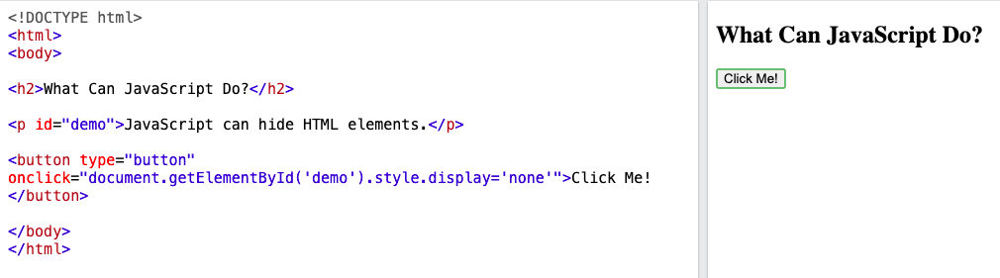 <!DOCTYPE html>
<html>
<body>
<h2>What Can JavaScript Do?</h2>
<p id="demo">JavaScript can hide HTML elements.</p>
<button type="button"
onclick="document.getElementById('demo').style.display='none'">Click Me!
</button>
</body>
</html>
What Can JavaScript Do?
Click Me!